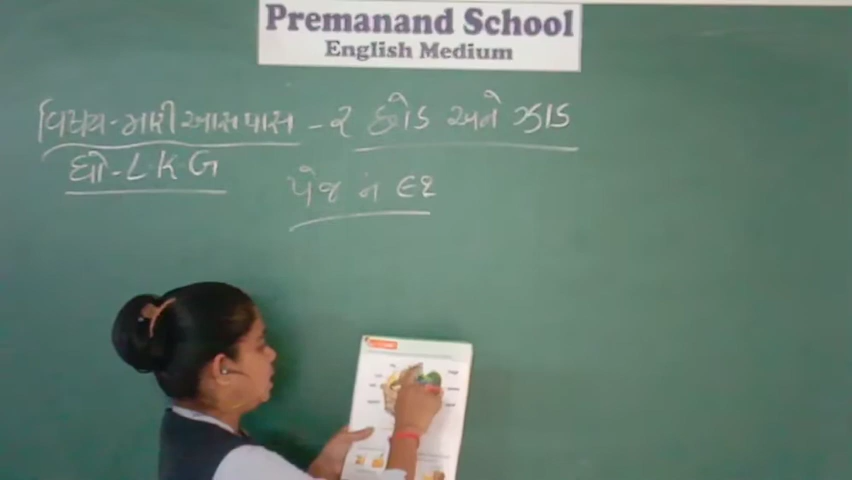 Premanand School
English Medium
વિષય-મારી આસપાસ - ૨ છોડ અને ઝાડ
ધો-LKG
પેજ નં ૯૨